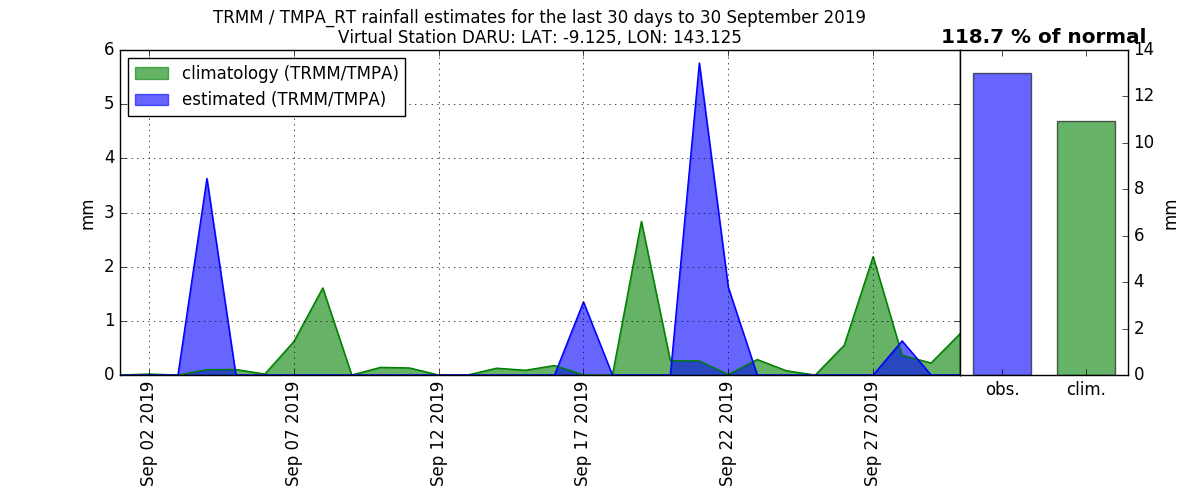 TRMM / TMPA_RT rainfall estimates for the last 30 days to 30 September 2019
Virtual Station DARU: LAT: -9.125, LON: 143.125
118.7 % of normal
climatology (TRMM/TMPA)
estimated (TRMM/TMPA)
6
5
4
3
2
1
0
mm
Sep 02 2019
Sep 07 2019
Sep 12 2019
Sep 17 2019
Sep 22 2019
Sep 27 2019
14
12
10
8
6
4
2
0
mm
obs.
clim.